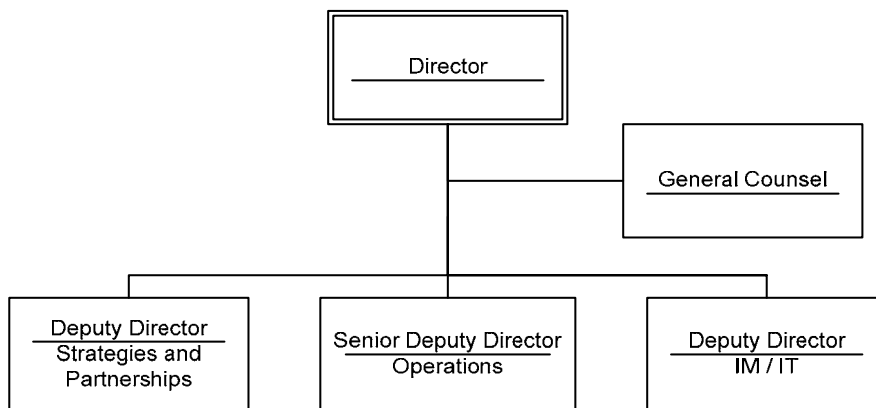 Director
General Counsel
Deputy Director
Strategies and
Partnerships
Senior Deputy Director
Operations
Deputy Director
IM / IT